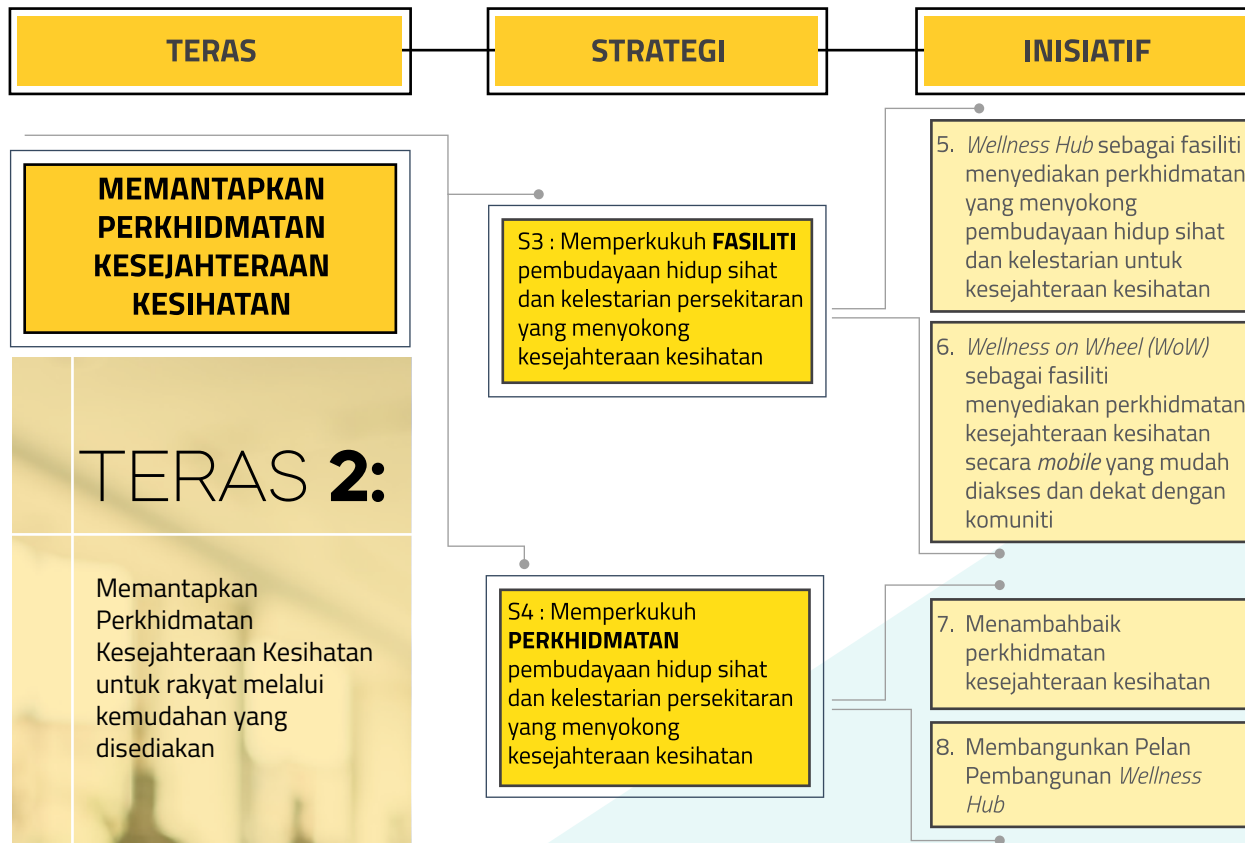 TERAS
STRATEGI
INISIATIF
MEMANTAPKAN
PERKHIDMATAN
KESEJAHTERAAN
KESIHATAN
TERAS 2:
Memantapkan
Perkhidmatan
Kesejahteraan Kesihatan
untuk rakyat melalui
kemudahan yang
disediakan
S3 : Memperkukuh FASILITI
pembudayaan hidup sihat
dan kelestarian persekitaran
yang menyokong
kesejahteraan kesihatan
S4 : Memperkukuh
PERKHIDMATAN
pembudayaan hidup sihat
dan kelestarian persekitaran
yang menyokong
kesejahteraan kesihatan
5. Wellness Hub sebagai fasiliti
menyediakan perkhidmatan
yang menyokong
pembudayaan hidup sihat
dan kelestarian untuk
kesejahteraan kesihatan
6. Wellness on Wheel (WoW)
sebagai fasiliti
menyediakan perkhidmatan
kesejahteraan kesihatan
secara mobile yang mudah
diakses dan dekat dengan
komuniti
7. Menambahbaik
perkhidmatan
kesejahteraan kesihatan
8. Membangunkan Pelan
Pembangunan Wellness
Hub